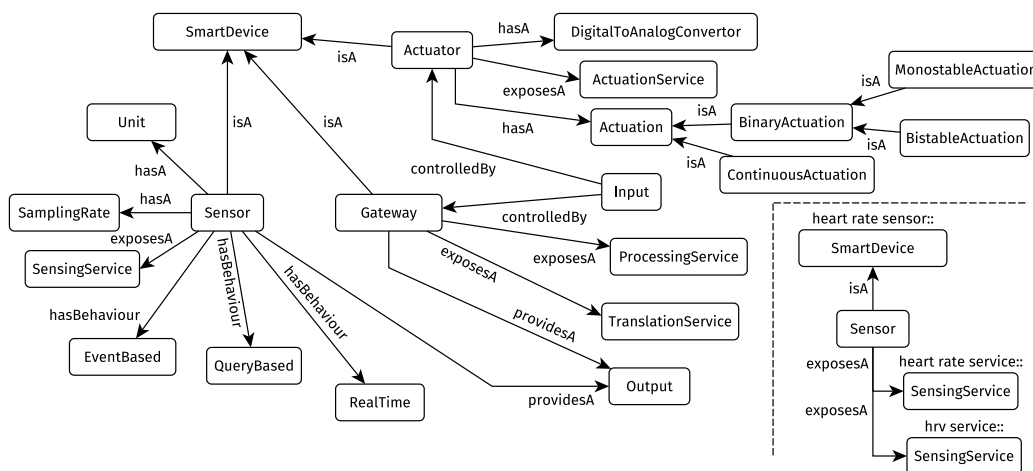 SmartDevice
isA
Actuator
hasA
DigitalToAnalogConvertor
exposesA
ActuationService
hasA
Actuation
isA
BinaryActuation
isA
MonostableActuation
isA
BistableActuation
isA
ContinuousActuation
Unit
hasA
isA
isA
controlledBy
Input
controlledBy
SamplingRate
hasA
Sensor
Gateway
exposesA
SensingService
hasBehaviour
hasBehaviour
hasBehaviour
EventBased
QueryBased
RealTime
exposesA
ProcessingService
exposesA
TranslationService
providesA
providesA
Output
heart rate sensor::
SmartDevice
isA
Sensor
exposesA
heart rate service::
SensingService
exposesA
hrv service::
SensingService